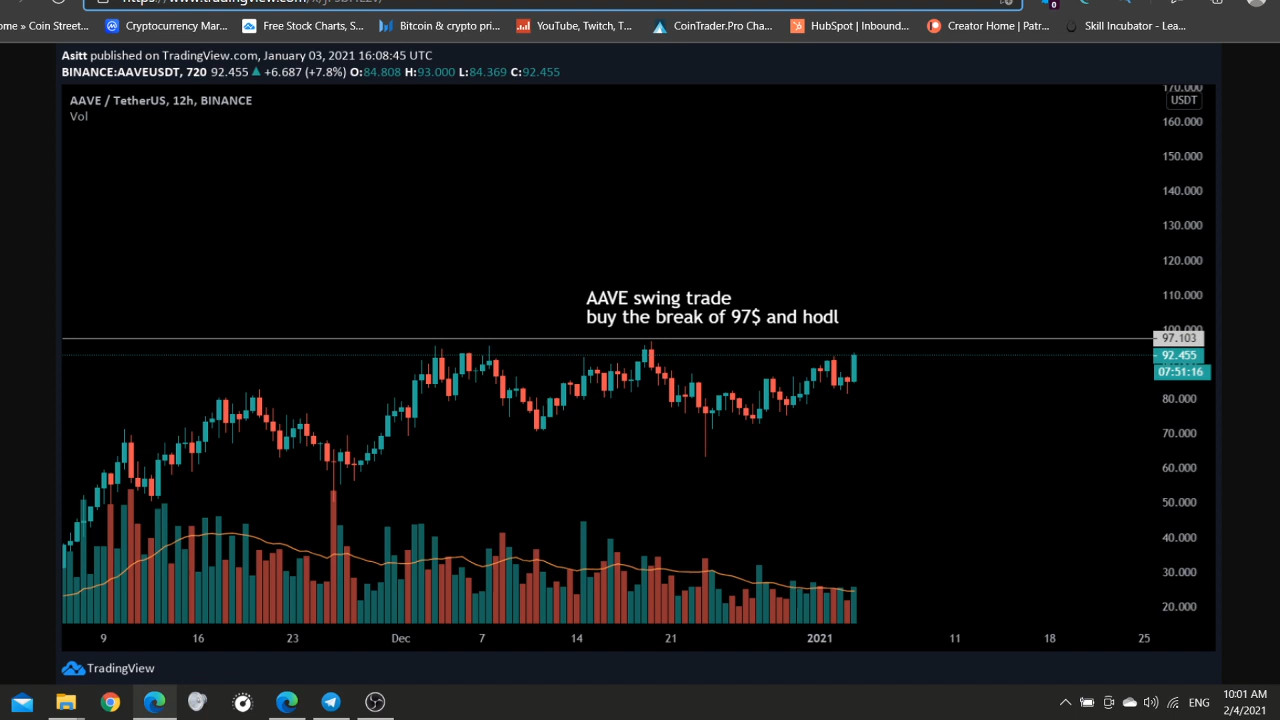 ome » Coin Street...
Cryptocurrency Mar...
Free Stock Charts, S...
Bitcoin & crypto pri...
YouTube, Twitch, T...
CoinTrader.Pro Cha...
HubSpot | Inbound...
Creator Home | Patr...
Skill Incubator - Lea...
0
Asitt published on TradingView.com, January 03, 2021 16:08:45 UTC
BINANCE:AAVEUSDT, 720 92.455 ▲ +6.687 (+7.8%) O:84.808 H:93.000 L:84.369 C:92.455
AAVE / TetherUS, 12h, BINANCE
Vol
170.000
USDT
160.000
150.000
140.000
130.000
120.000
110.000
AAVE swing trade
buy the break of 97$ and hodl
100.000
97.103
92.455
07:51:16
80.000
70.000
60.000
50.000
40.000
30.000
20.000
9 16 23 Dec 7 14 21 2021 11 18 25
TradingView
ENG
10:01 AM
2/4/2021